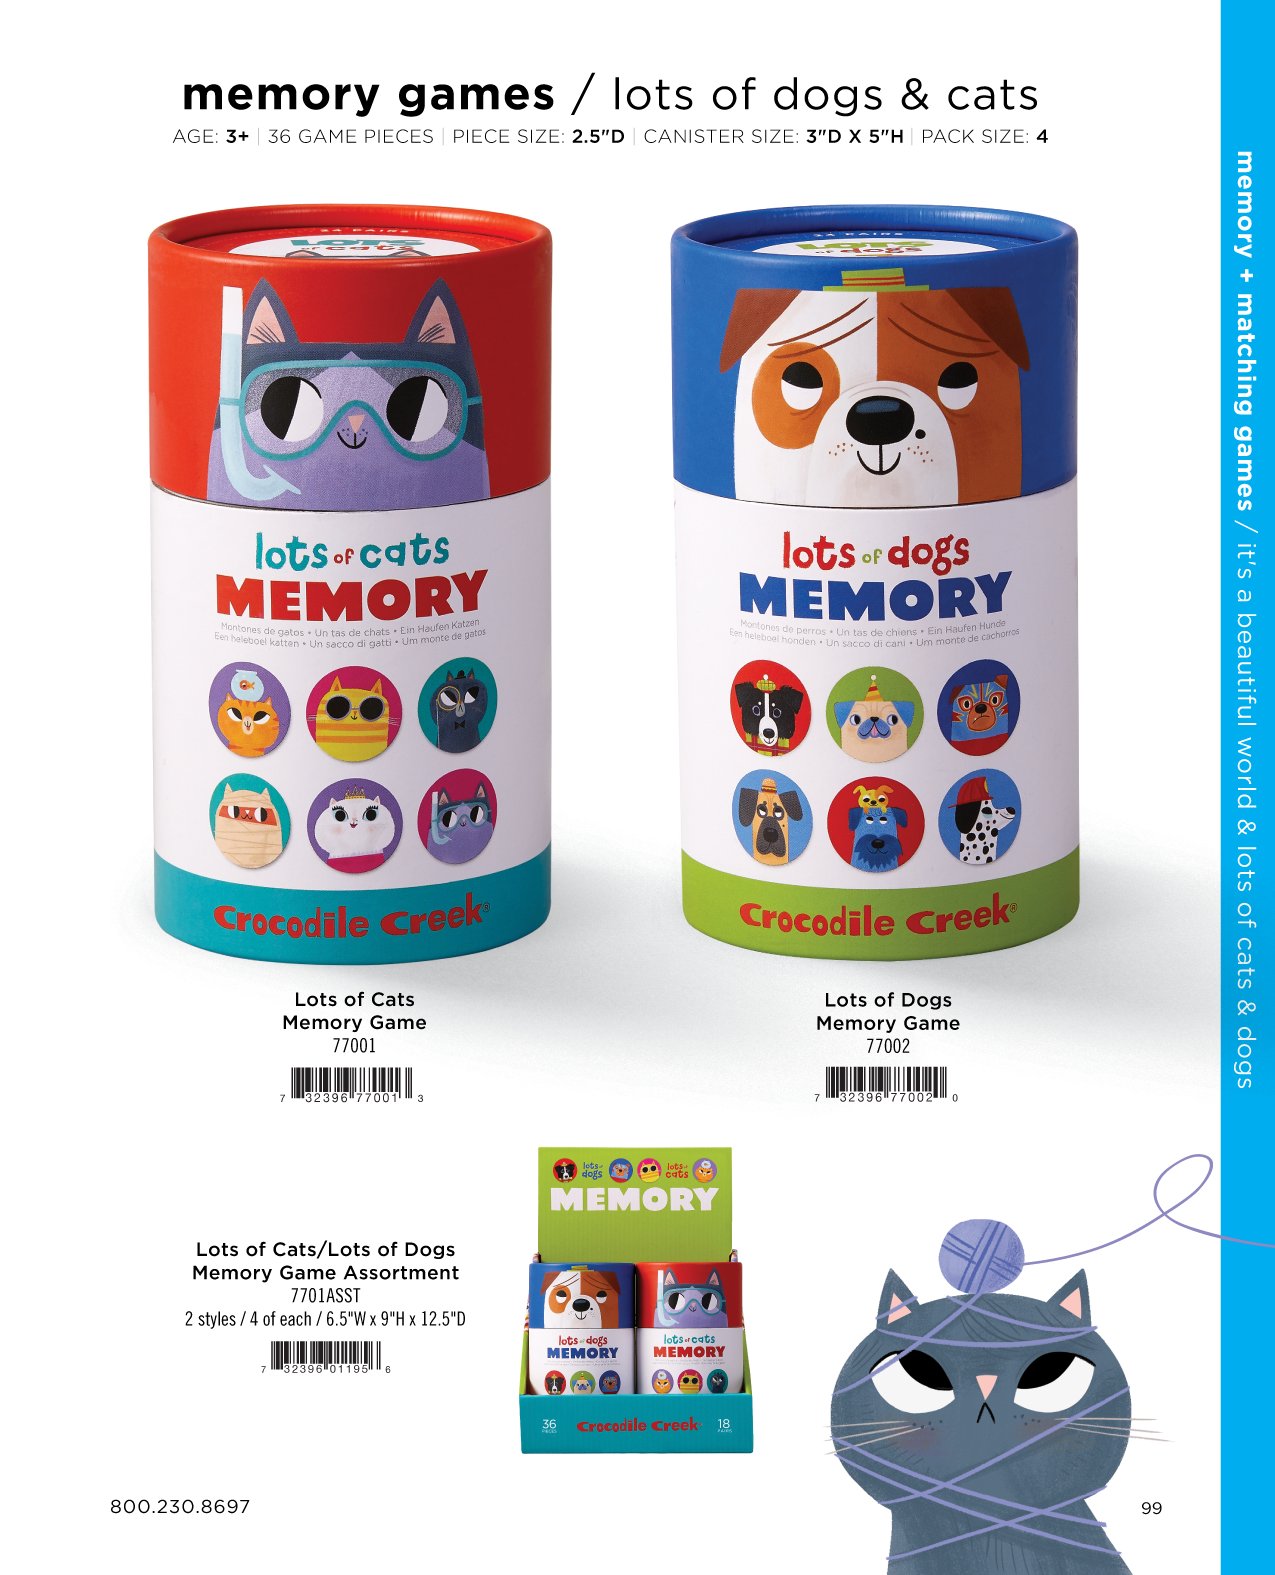 memory games / lots of dogs & cats
AGE: 3+ | 36 GAME PIECES | PIECE SIZE: 2.5"D | CANISTER SIZE: 3"D X 5"H | PACK SIZE: 4
LOTS
of cats
lots of cats
MEMORY
Montones de gatos • Un tas de chats • Ein Haufen Katzen
Een heleboel katten • Un sacco di gatti • Um monte de gatos
Crocodile Creek®
LOTS
of dogs
lots of dogs
MEMORY
Montones de perros • Un tas de chiens • Ein Haufen Hunde
Een heleboel honden • Un sacco di cani • Um monte de cachorros
Crocodile Creek®
Lots of Cats
Memory Game
77001
7 32396 77001 3
Lots of Dogs
Memory Game
77002
7 32396 77002 0
Lots of Cats/Lots of Dogs
Memory Game Assortment
7701ASST
2 styles / 4 of each / 6.5"W x 9"H x 12.5"D
7 32396 01195 6
lots of dogs
lots of cats
MEMORY
lots of dogs
MEMORY
lots of cats
MEMORY
36
PIECES
Crocodile Creek
18
PAIRS
800.230.8697
99
memory + matching games / it's a beautiful world & lots of cats & dogs